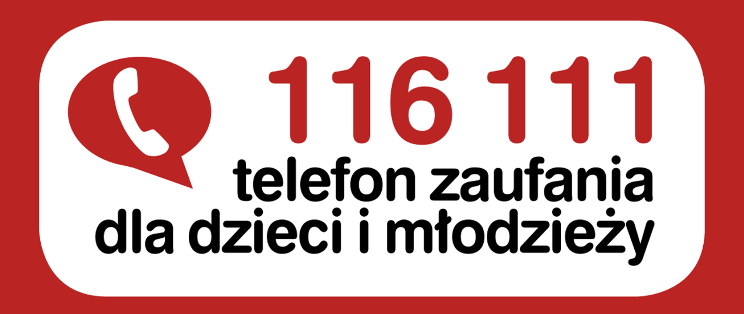 116 111
telefon zaufania
dla dzieci i młodzieży